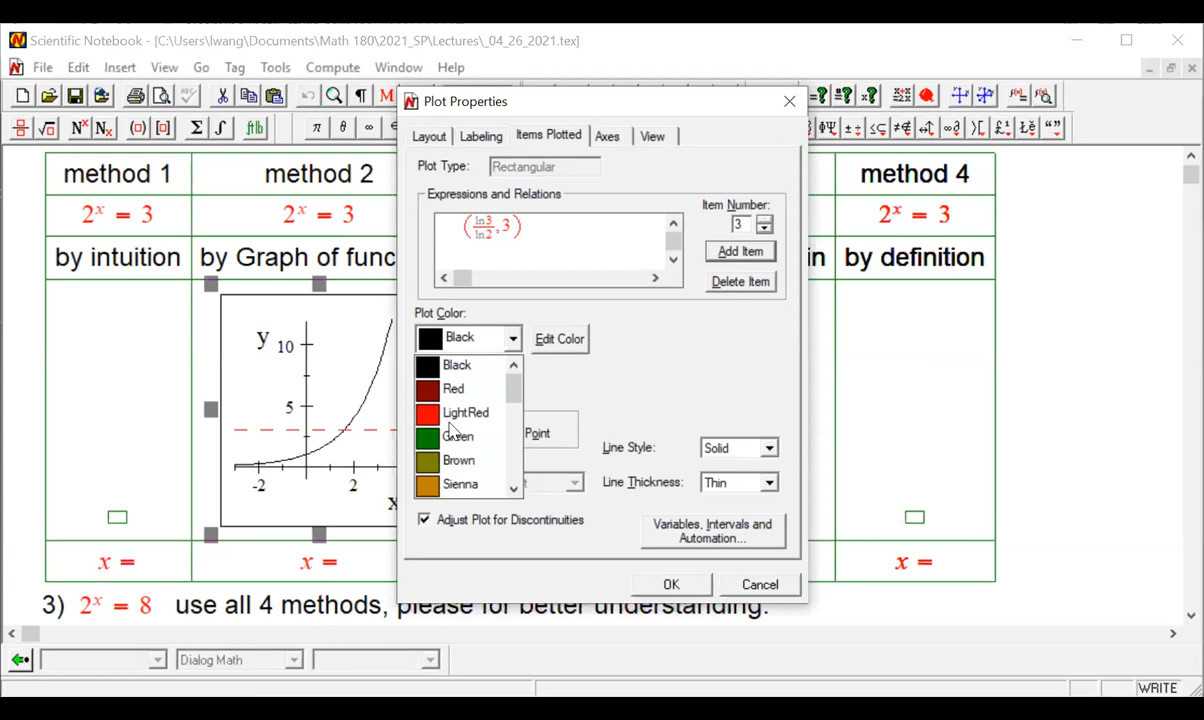 Scientific Notebook - [C:\Users\lwang\Documents\Math 180\2021_SP\Lectures\_04_26_2021.tex]
File Edit Insert View Go Tag Tools Compute Window Help
Plot Properties
Layout Labeling Items Plotted Axes View
Plot Type: Rectangular
Expressions and Relations
(ln3/ln2, 3)
Item Number:
3
Add Item
Delete Item
Plot Color:
Black
Edit Color
Black
Red
LightRed
Green
Brown
Sienna
Point
Line Style: Solid
Line Thickness: Thin
Adjust Plot for Discontinuities
Variables, Intervals and
Automation...
OK Cancel
method 1 method 2 method 4
2ˣ = 3 2ˣ = 3 2ˣ = 3
by intuition by Graph of func in by definition
y 10
5
-2 2
x
x = x = x =
3) 2ˣ = 8 use all 4 methods, please for better understanding.
Dialog Math
WRITE